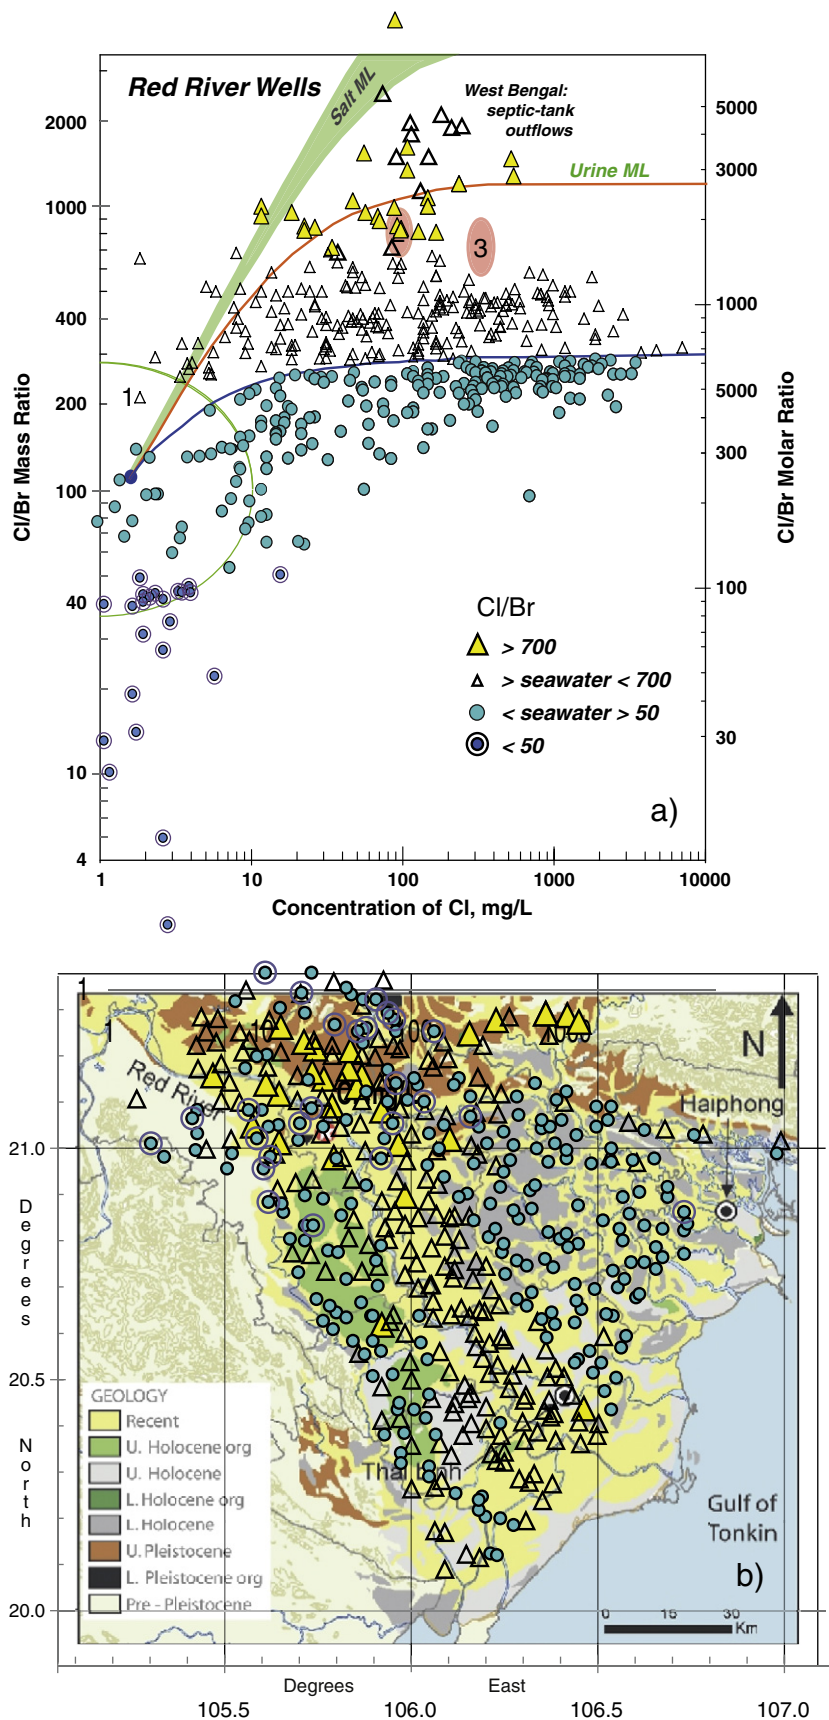 Red River Wells
Salt ML
West Bengal:
septic-tank
outflows
Urine ML
3
1
2000
1000
400
200
100
40
10
4
Cl/Br Mass Ratio
5000
3000
1000
5000
300
100
30
Cl/Br Molar Ratio
Cl/Br
> 700
> seawater < 700
< seawater > 50
< 50
a)
1
10
100
1000
10000
Concentration of Cl, mg/L
1
1
10
Red River
N
Haiphong
21.0
20.5
20.0
Degrees
North
GEOLOGY
Recent
U. Holocene org
U. Holocene
L.Holocene org
L.Holocene
U.Pleistocene
L. Pleistocene org
Pre - Pleistocene
Thai Binh
Gulf of
Tonkin
b)
0
15
30
Km
Degrees
East
105.5
106.0
106.5
107.0